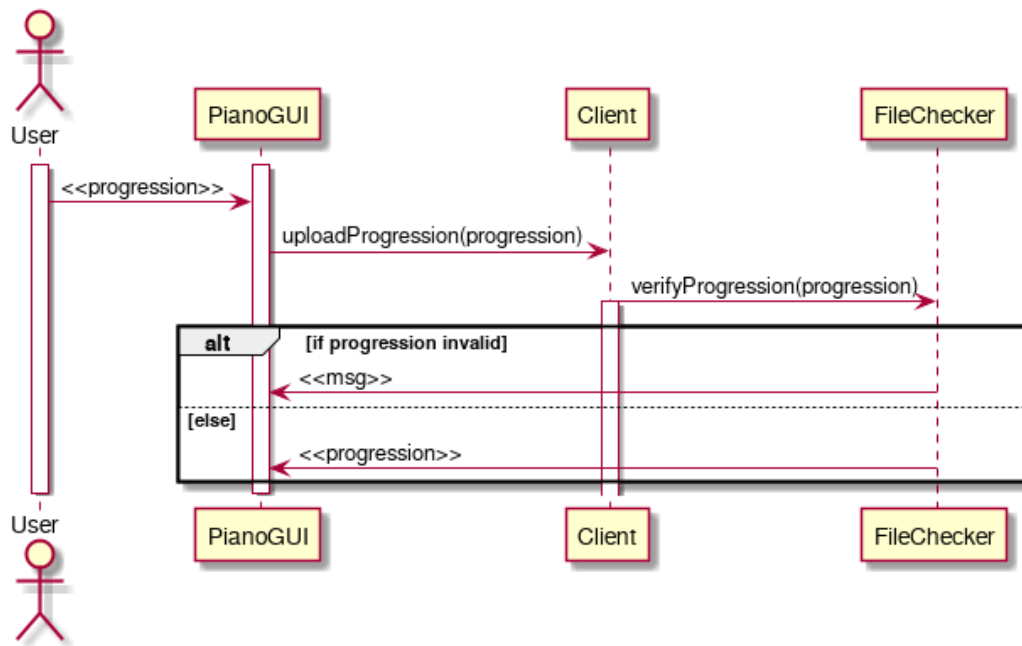 User
PianoGUI
Client
FileChecker
<<progression>>
uploadProgression(progression)
verifyProgression(progression)
alt
[if progression invalid]
<<msg>>
[else]
<<progression>>
User
PianoGUI
Client
FileChecker